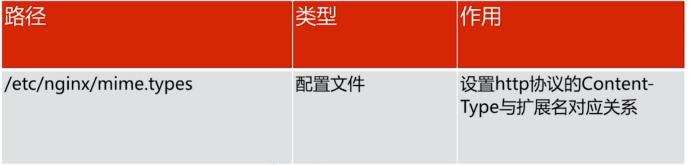 路径 类型 作用
/etc/nginx/mime.types 配置文件 设置http协议的Content-
Type与扩展名对应关系